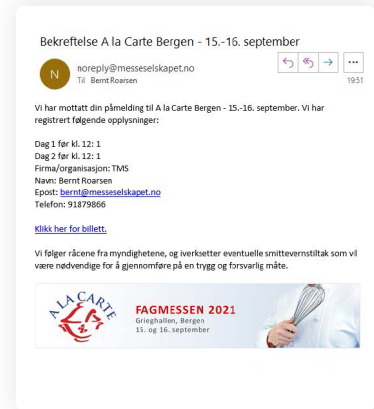 Bekreftelse A la Carte Bergen - 15.-16. september
N
noreply@messeselskapet.no
Til Bernt Roarsen
19:51
Vi har mottatt din påmelding til A la Carte Bergen - 15.-16. september. Vi har
registrert følgende opplysninger:
Dag 1 før kl. 12: 1
Dag 2 før kl. 12: 1
Firma/organisasjon: TMS
Navn: Bernt Roarsen
Epost: bernt@messeselskapet.no
Telefon: 91879866
Klikk her for billett.
Vi følger råcene fra myndighetene, og iverksetter eventuelle smitteverntiltak som vil
være nødvendige for å gjennomføre på en trygg og forsvarlig måte.
A LA CARTE
FAGMESSEN 2021
Grieghallen, Bergen
15. og 16. september